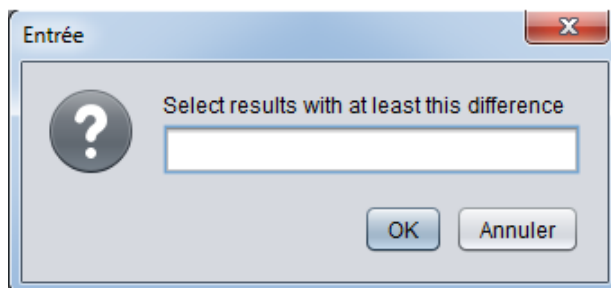 Entrée
Select results with at least this difference
OK Annuler